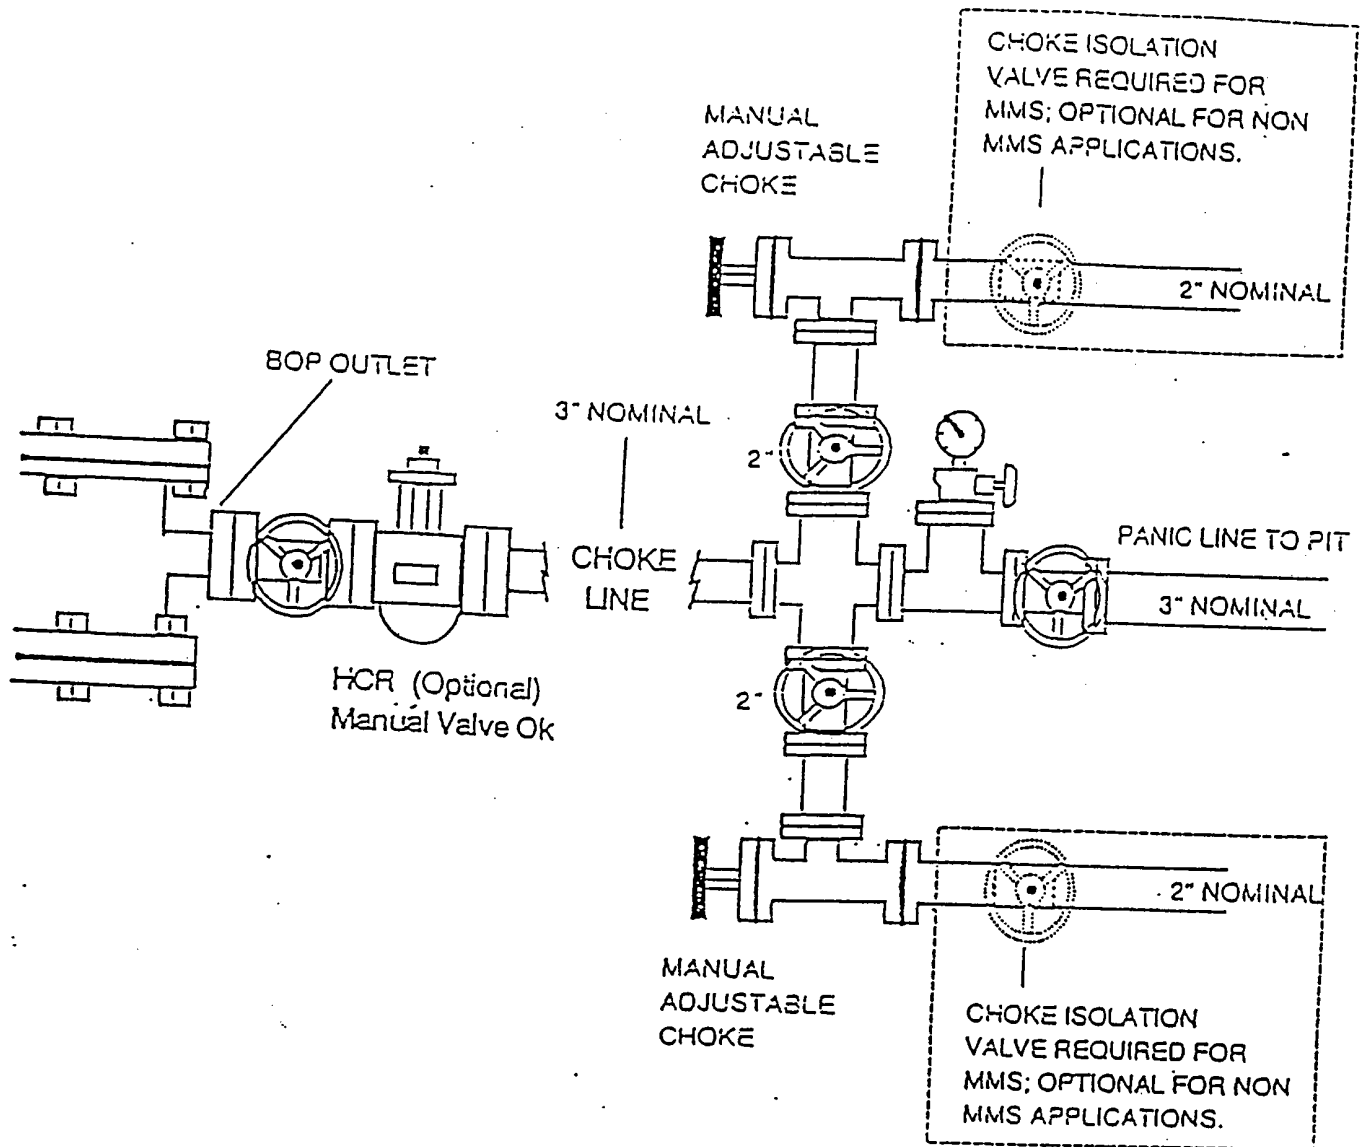 CHOKE ISOLATION
VALVE REQUIRED FOR
MMS; OPTIONAL FOR NON
MMS APPLICATIONS.
MANUAL
ADJUSTABLE
CHOKE
2" NOMINAL
BOP OUTLET
3" NOMINAL
2"
PANIC LINE TO PIT
CHOKE
LINE
3" NOMINAL
HCR (Optional)
Manual Valve Ok
2"
2" NOMINAL
MANUAL
ADJUSTABLE
CHOKE
CHOKE ISOLATION
VALVE REQUIRED FOR
MMS; OPTIONAL FOR NON
MMS APPLICATIONS.